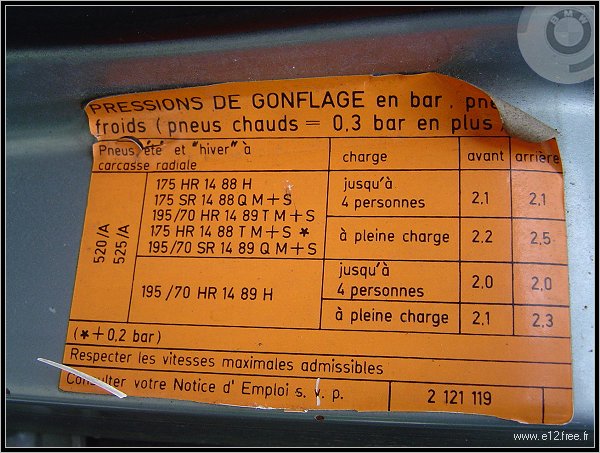 BMW
PRESSIONS DE GONFLAGE en bar, pne
froids (pneus chauds = 0,3 bar en plus)
Pneus "été" et "hiver" à
carcasse radiale
charge
avant
arrière
520/A
525/A
175 HR 14 88 H
175 SR 14 88 Q M+S
195/70 HR 14 89 T M+S
175 HR 14 88 T M+S *
195/70 SR 14 89 Q M+S
jusqu'à
4 personnes
2,1
2,1
à pleine charge
2,2
2,5
195/70 HR 14 89 H
jusqu'à
4 personnes
2,0
2,0
à pleine charge
2,1
2,3
(*+0,2 bar)
Respecter les vitesses maximales admissibles
Consulter votre Notice d'Emploi s. v. p.
2 121 119
www.e12.free.fr